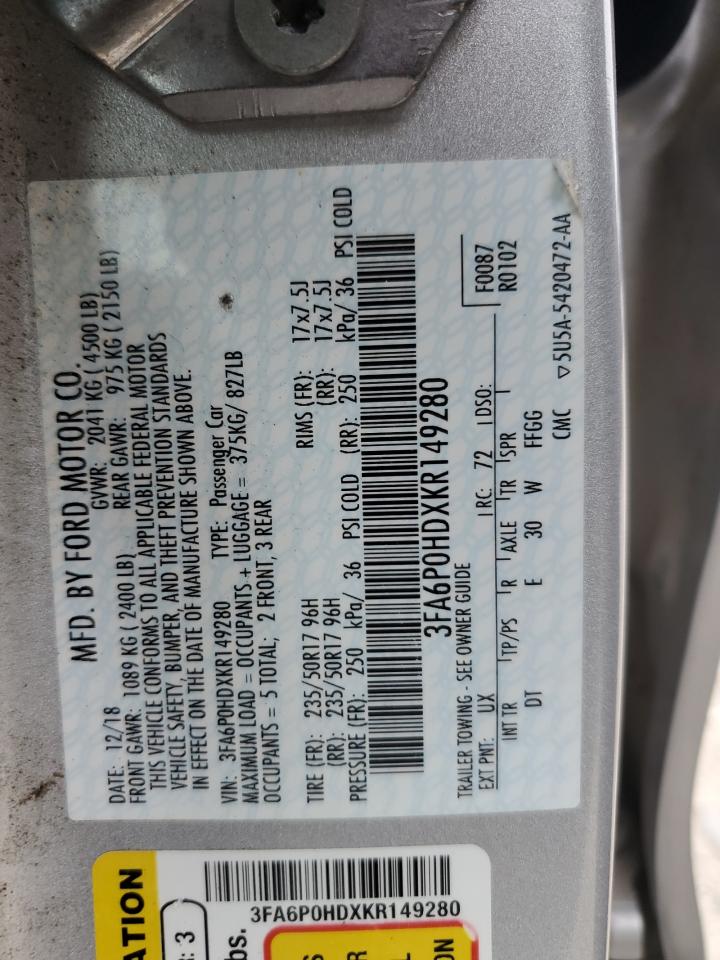 MFD. BY FORD MOTOR CO.
DATE: 12/18 GVWR: 2041 KG ( 4500 LB)
FRONT GAWR: 1089 KG ( 2400 LB) REAR GAWR: 975 KG ( 2150 LB)
THIS VEHICLE CONFORMS TO ALL APPLICABLE FEDERAL MOTOR
VEHICLE SAFETY, BUMPER, AND THEFT PREVENTION STANDARDS
IN EFFECT ON THE DATE OF MANUFACTURE SHOWN ABOVE.
VIN: 3FA6P0HDXKR149280 TYPE: Passenger Car
MAXIMUM LOAD = OCCUPANTS + LUGGAGE = 375KG/ 827LB
OCCUPANTS = 5 TOTAL; 2 FRONT, 3 REAR
TIRE (FR): 235/50R17 96H RIMS (FR): 17x7.5J
(RR): 235/50R17 96H (RR): 17x7.5J
PRESSURE (FR): 250 kPa/ 36 PSI COLD (RR): 250 kPa/ 36 PSI COLD
3FA6P0HDXKR149280
TRAILER TOWING - SEE OWNER GUIDE
EXT PNT: UX RC: 72 DSO: F0087
INT TR TP/PS R AXLE TR SPR R0102
DT E 30 W FFGG
CMC ▽5U5A-5420472-AA
ATION
: 3
3FA6P0HDXKR149280
bs.
S
R
L
ON